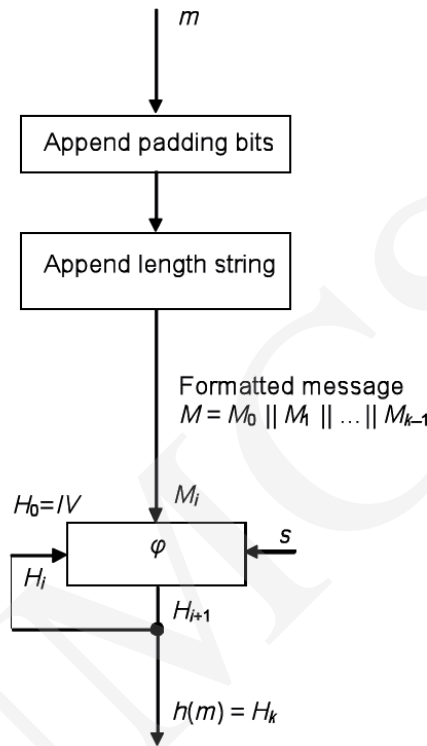 m
Append padding bits
Append length string
Formatted message
M = M₀ || M₁ || ... || Mₖ₋₁
Mᵢ
H₀=IV
φ
s
Hᵢ
Hᵢ₊₁
h(m) = Hₖ